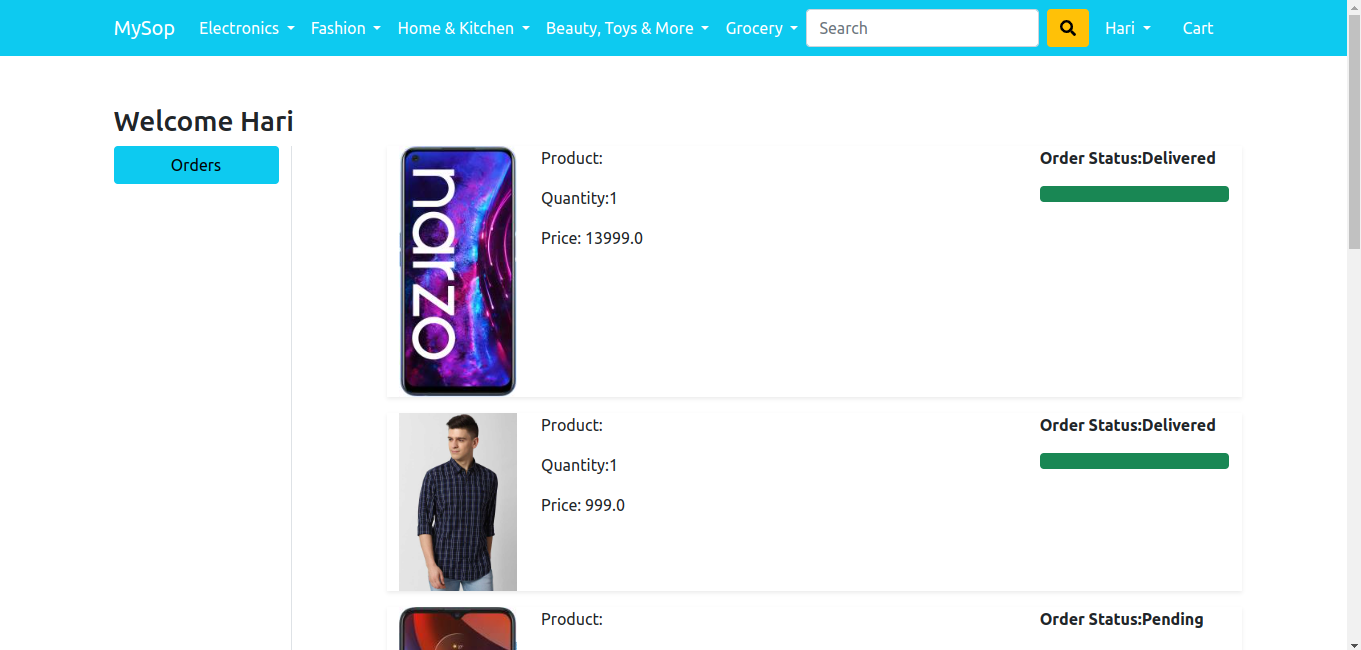 MySop Electronics Fashion Home & Kitchen Beauty, Toys & More Grocery Search Hari Cart
Welcome Hari
Orders
narzo
Product:
Quantity:1
Price: 13999.0
Order Status:Delivered
Product:
Quantity:1
Price: 999.0
Order Status:Delivered
Product:
Order Status:Pending